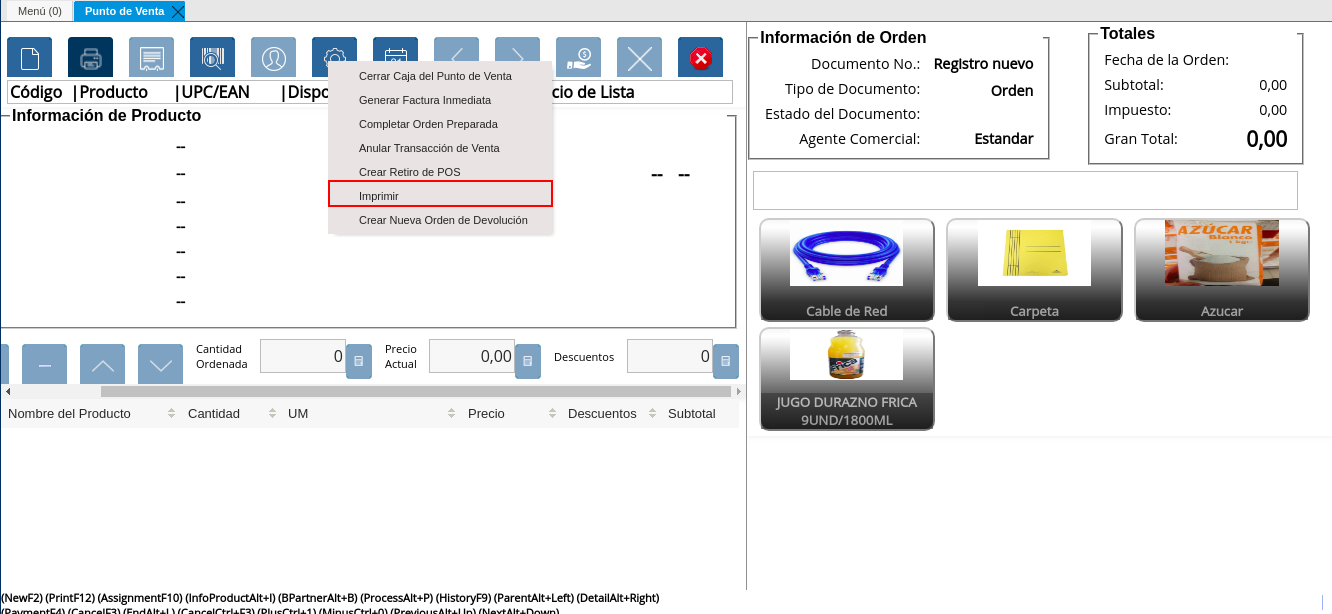 Menú (0)
Punto de Venta
Cerrar Caja del Punto de Venta
Generar Factura Inmediata
Completar Orden Preparada
Anular Transacción de Venta
Crear Retiro de POS
Imprimir
Crear Nueva Orden de Devolución
Código |Producto |UPC/EAN |Dispo cio de Lista
Información de Producto
--
-- -- --
--
--
--
--
--
Cantidad Ordenada 0
Precio Actual 0,00
Descuentos 0
Nombre del Producto Cantidad UM Precio Descuentos Subtotal
Información de Orden
Documento No.: Registro nuevo
Tipo de Documento: Orden
Estado del Documento:
Agente Comercial: Estandar
Totales
Fecha de la Orden:
Subtotal: 0,00
Impuesto: 0,00
Gran Total: 0,00
AZÚCAR
Blanco
Cable de Red
Carpeta
Azucar
JUGO DURAZNO FRICA
9UND/1800ML
(NewF2) (PrintF12) (AssignmentF10) (InfoProductAlt+I) (BPartnerAlt+B) (ProcessAlt+P) (HistoryF9) (ParentAlt+Left) (DetailAlt+Right)
(PaymentF4) (CancelF3) (EndAlt+L) (CancelCtrl+F3) (PlusCtrl+1) (MinusCtrl+0) (PreviousAlt+Up) (NextAlt+Down)